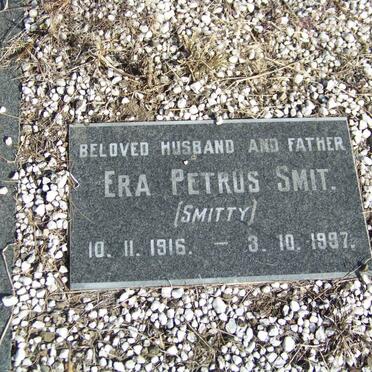 BELOVED HUSBAND AND FATHER
ERA PETRUS SMIT.
(SMITTY)
10. 11. 1916. – 3. 10. 1997.